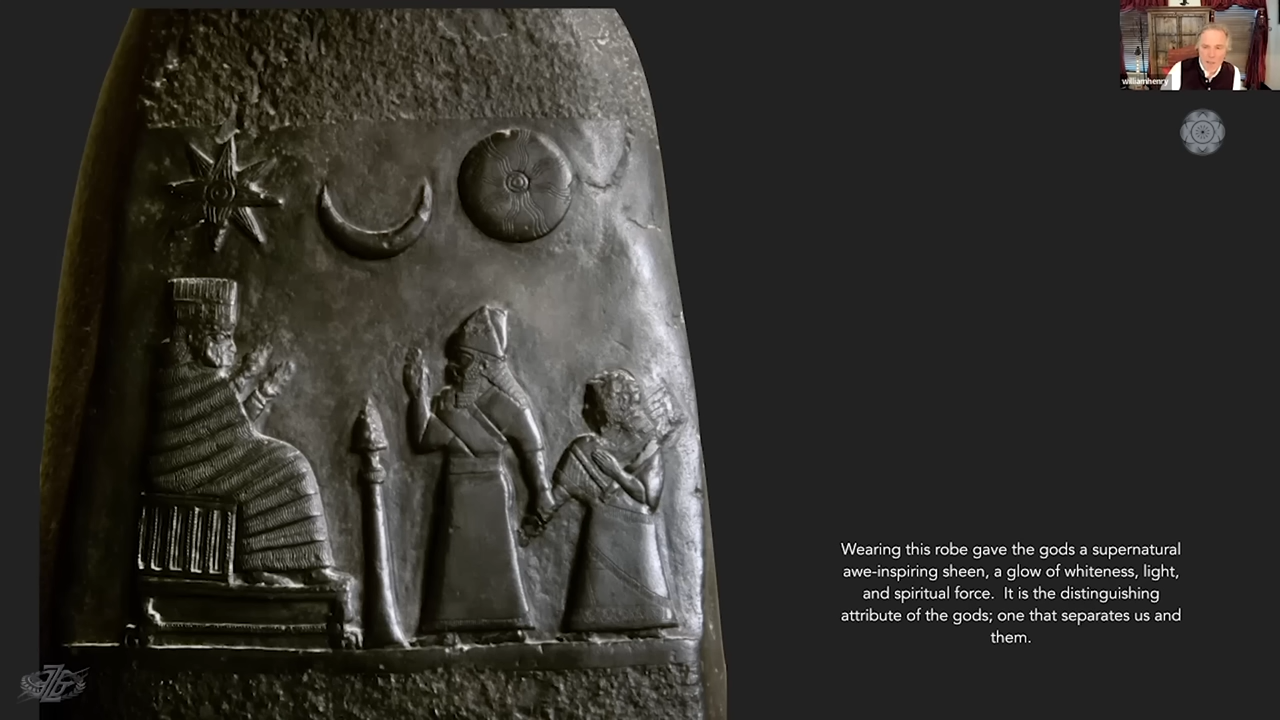 williamhenry
Wearing this robe gave the gods a supernatural
awe-inspiring sheen, a glow of whiteness, light,
and spiritual force.  It is the distinguishing
attribute of the gods; one that separates us and
them.